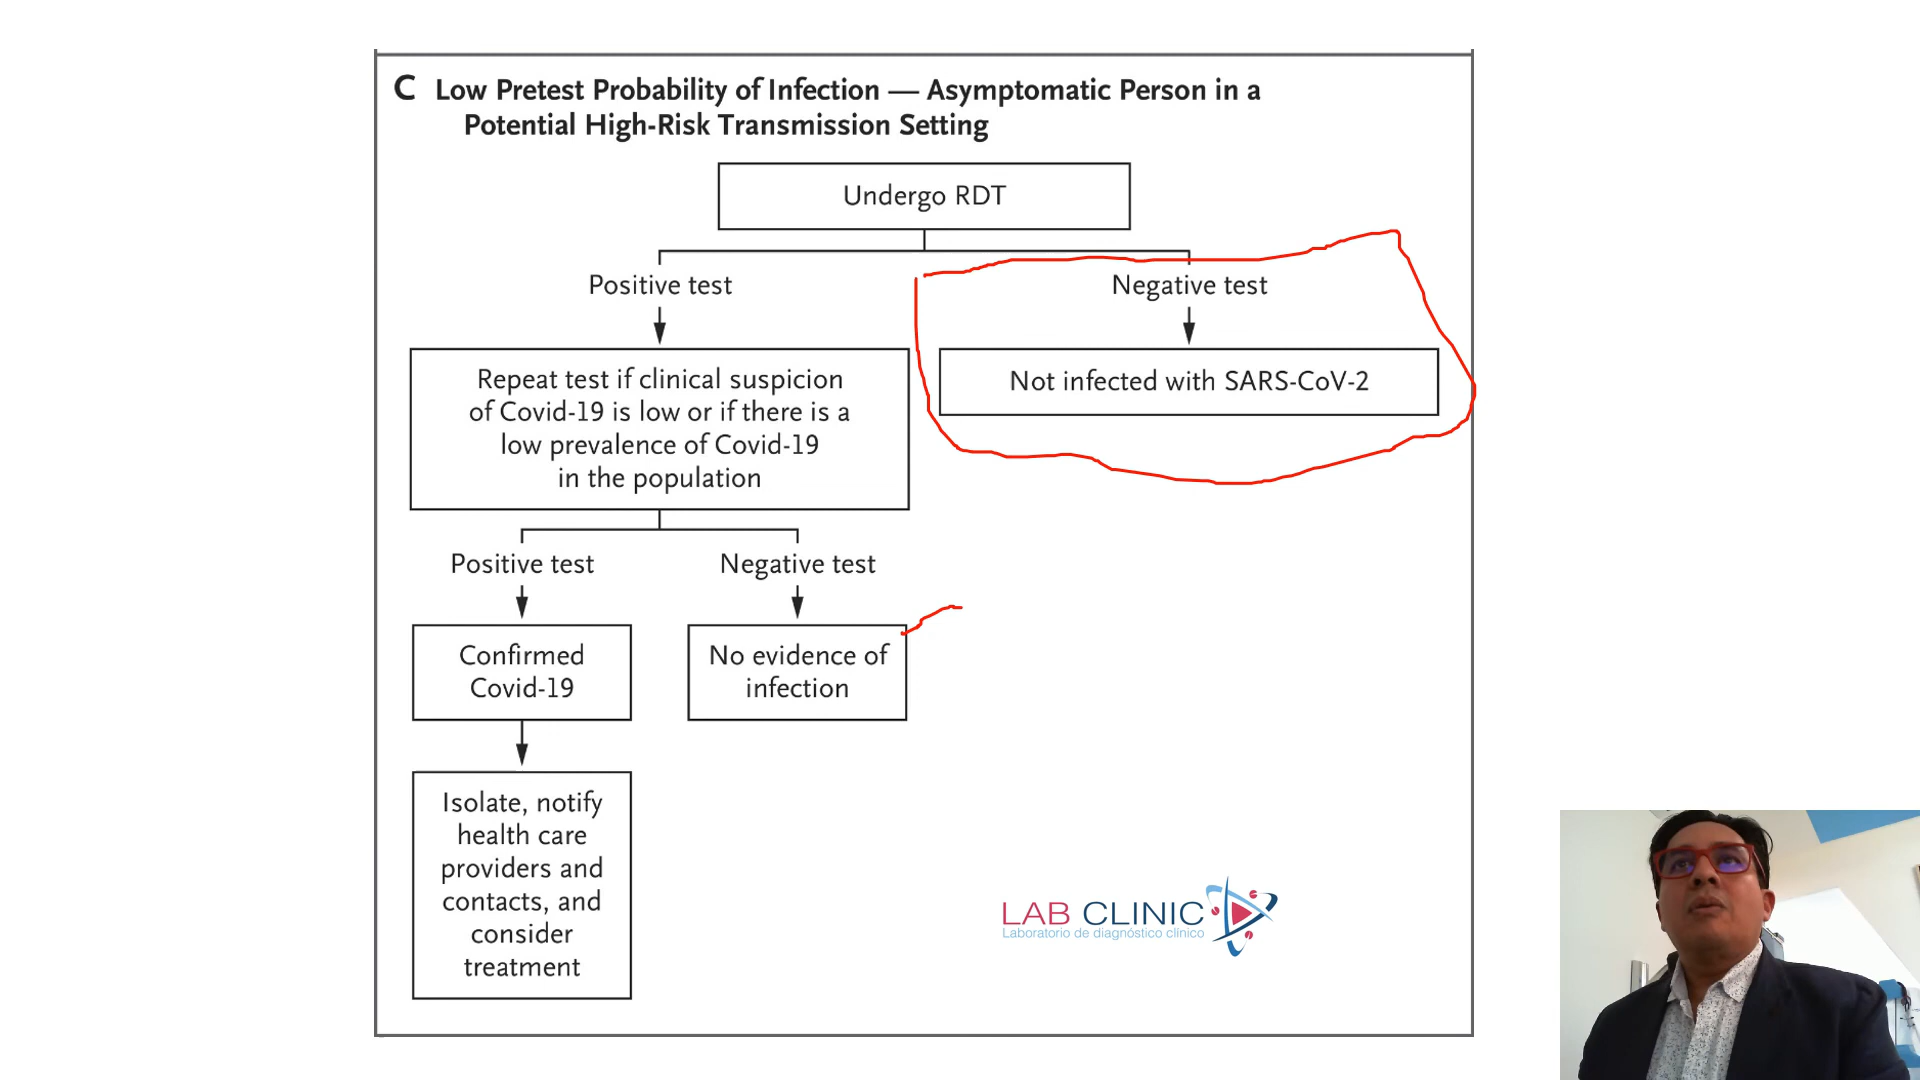 C Low Pretest Probability of Infection — Asymptomatic Person in a
Potential High-Risk Transmission Setting
Undergo RDT
Positive test
Negative test
Repeat test if clinical suspicion
of Covid-19 is low or if there is a
low prevalence of Covid-19
in the population
Not infected with SARS-CoV-2
Positive test
Negative test
Confirmed
Covid-19
No evidence of
infection
Isolate, notify
health care
providers and
contacts, and
consider
treatment
LAB CLINIC
Laboratorio de diagnóstico clínico